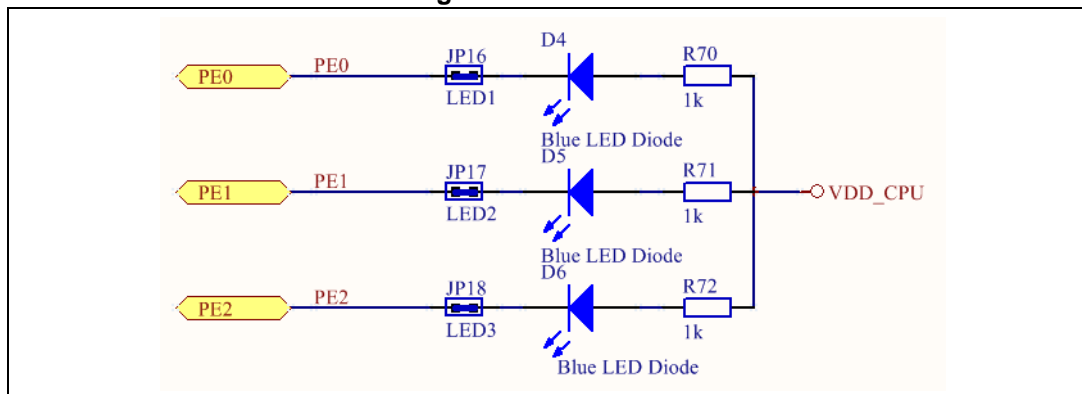 g
D4
JP16
R70
PE0
PE0
LED1
1k
Blue LED Diode
D5
JP17
R71
PE1
PE1
VDD_CPU
LED2
1k
Blue LED Diode
D6
JP18
R72
PE2
PE2
LED3
1k
Blue LED Diode